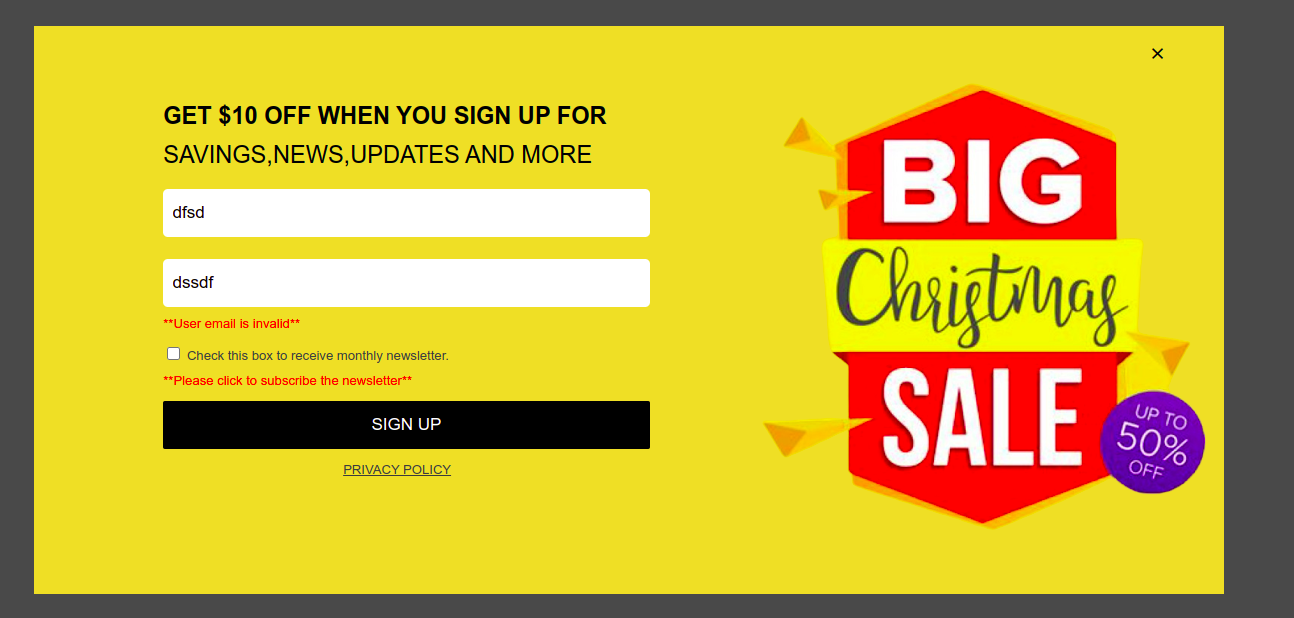 GET $10 OFF WHEN YOU SIGN UP FOR
SAVINGS,NEWS,UPDATES AND MORE
dfsd
dssdf
**User email is invalid**
Check this box to receive monthly newsletter.
**Please click to subscribe the newsletter**
SIGN UP
PRIVACY POLICY
BIG
Christmas
SALE
UP TO
50%
OFF